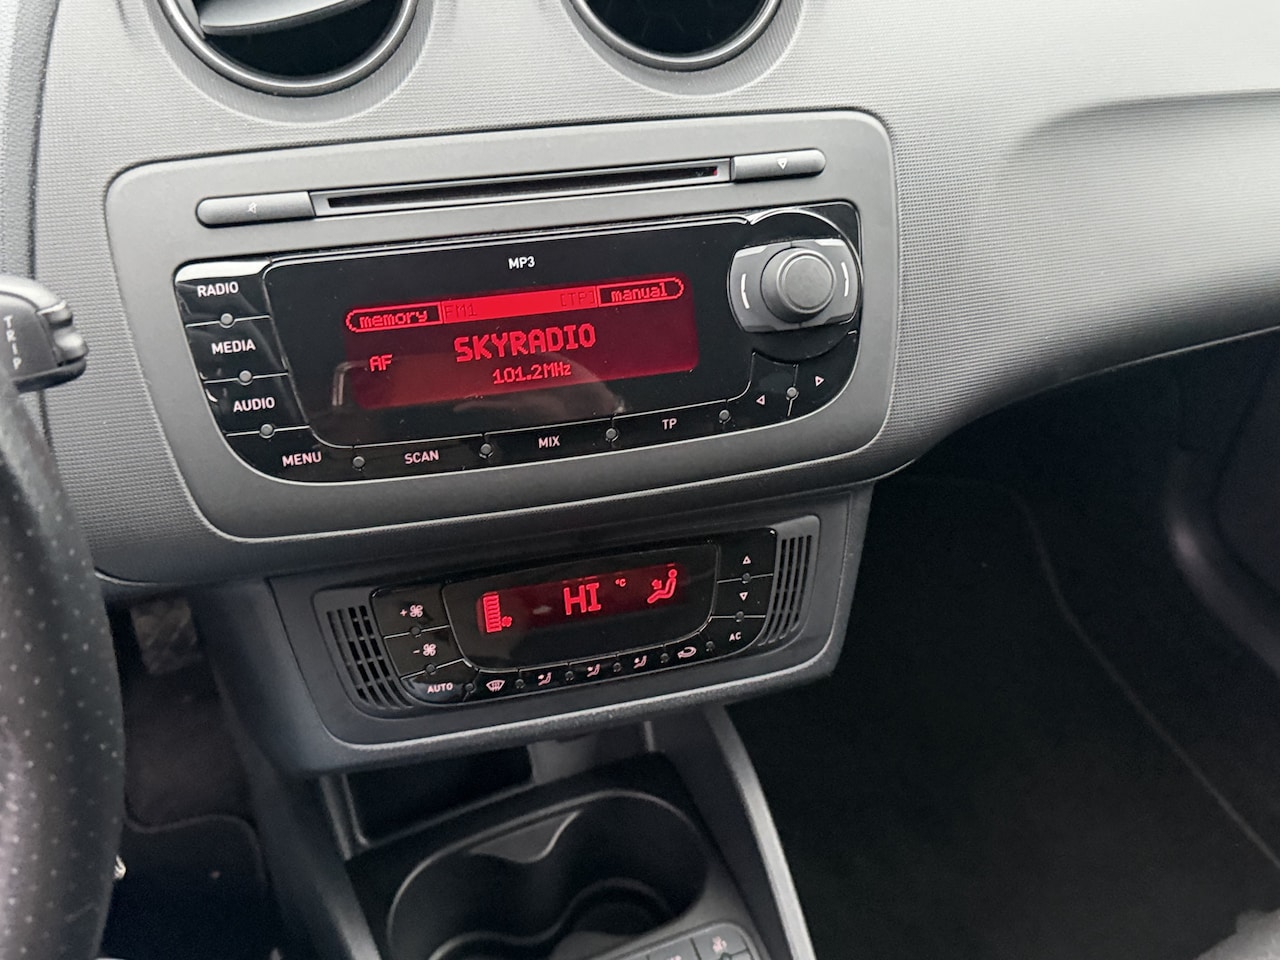 TRIP
MP3
RADIO
MEDIA
AUDIO
MENU
SCAN
MIX
TP
memory
FM1
[TP]
manual
AF
SKYRADIO
101.2MHz
HI °C
+
-
AUTO
AC